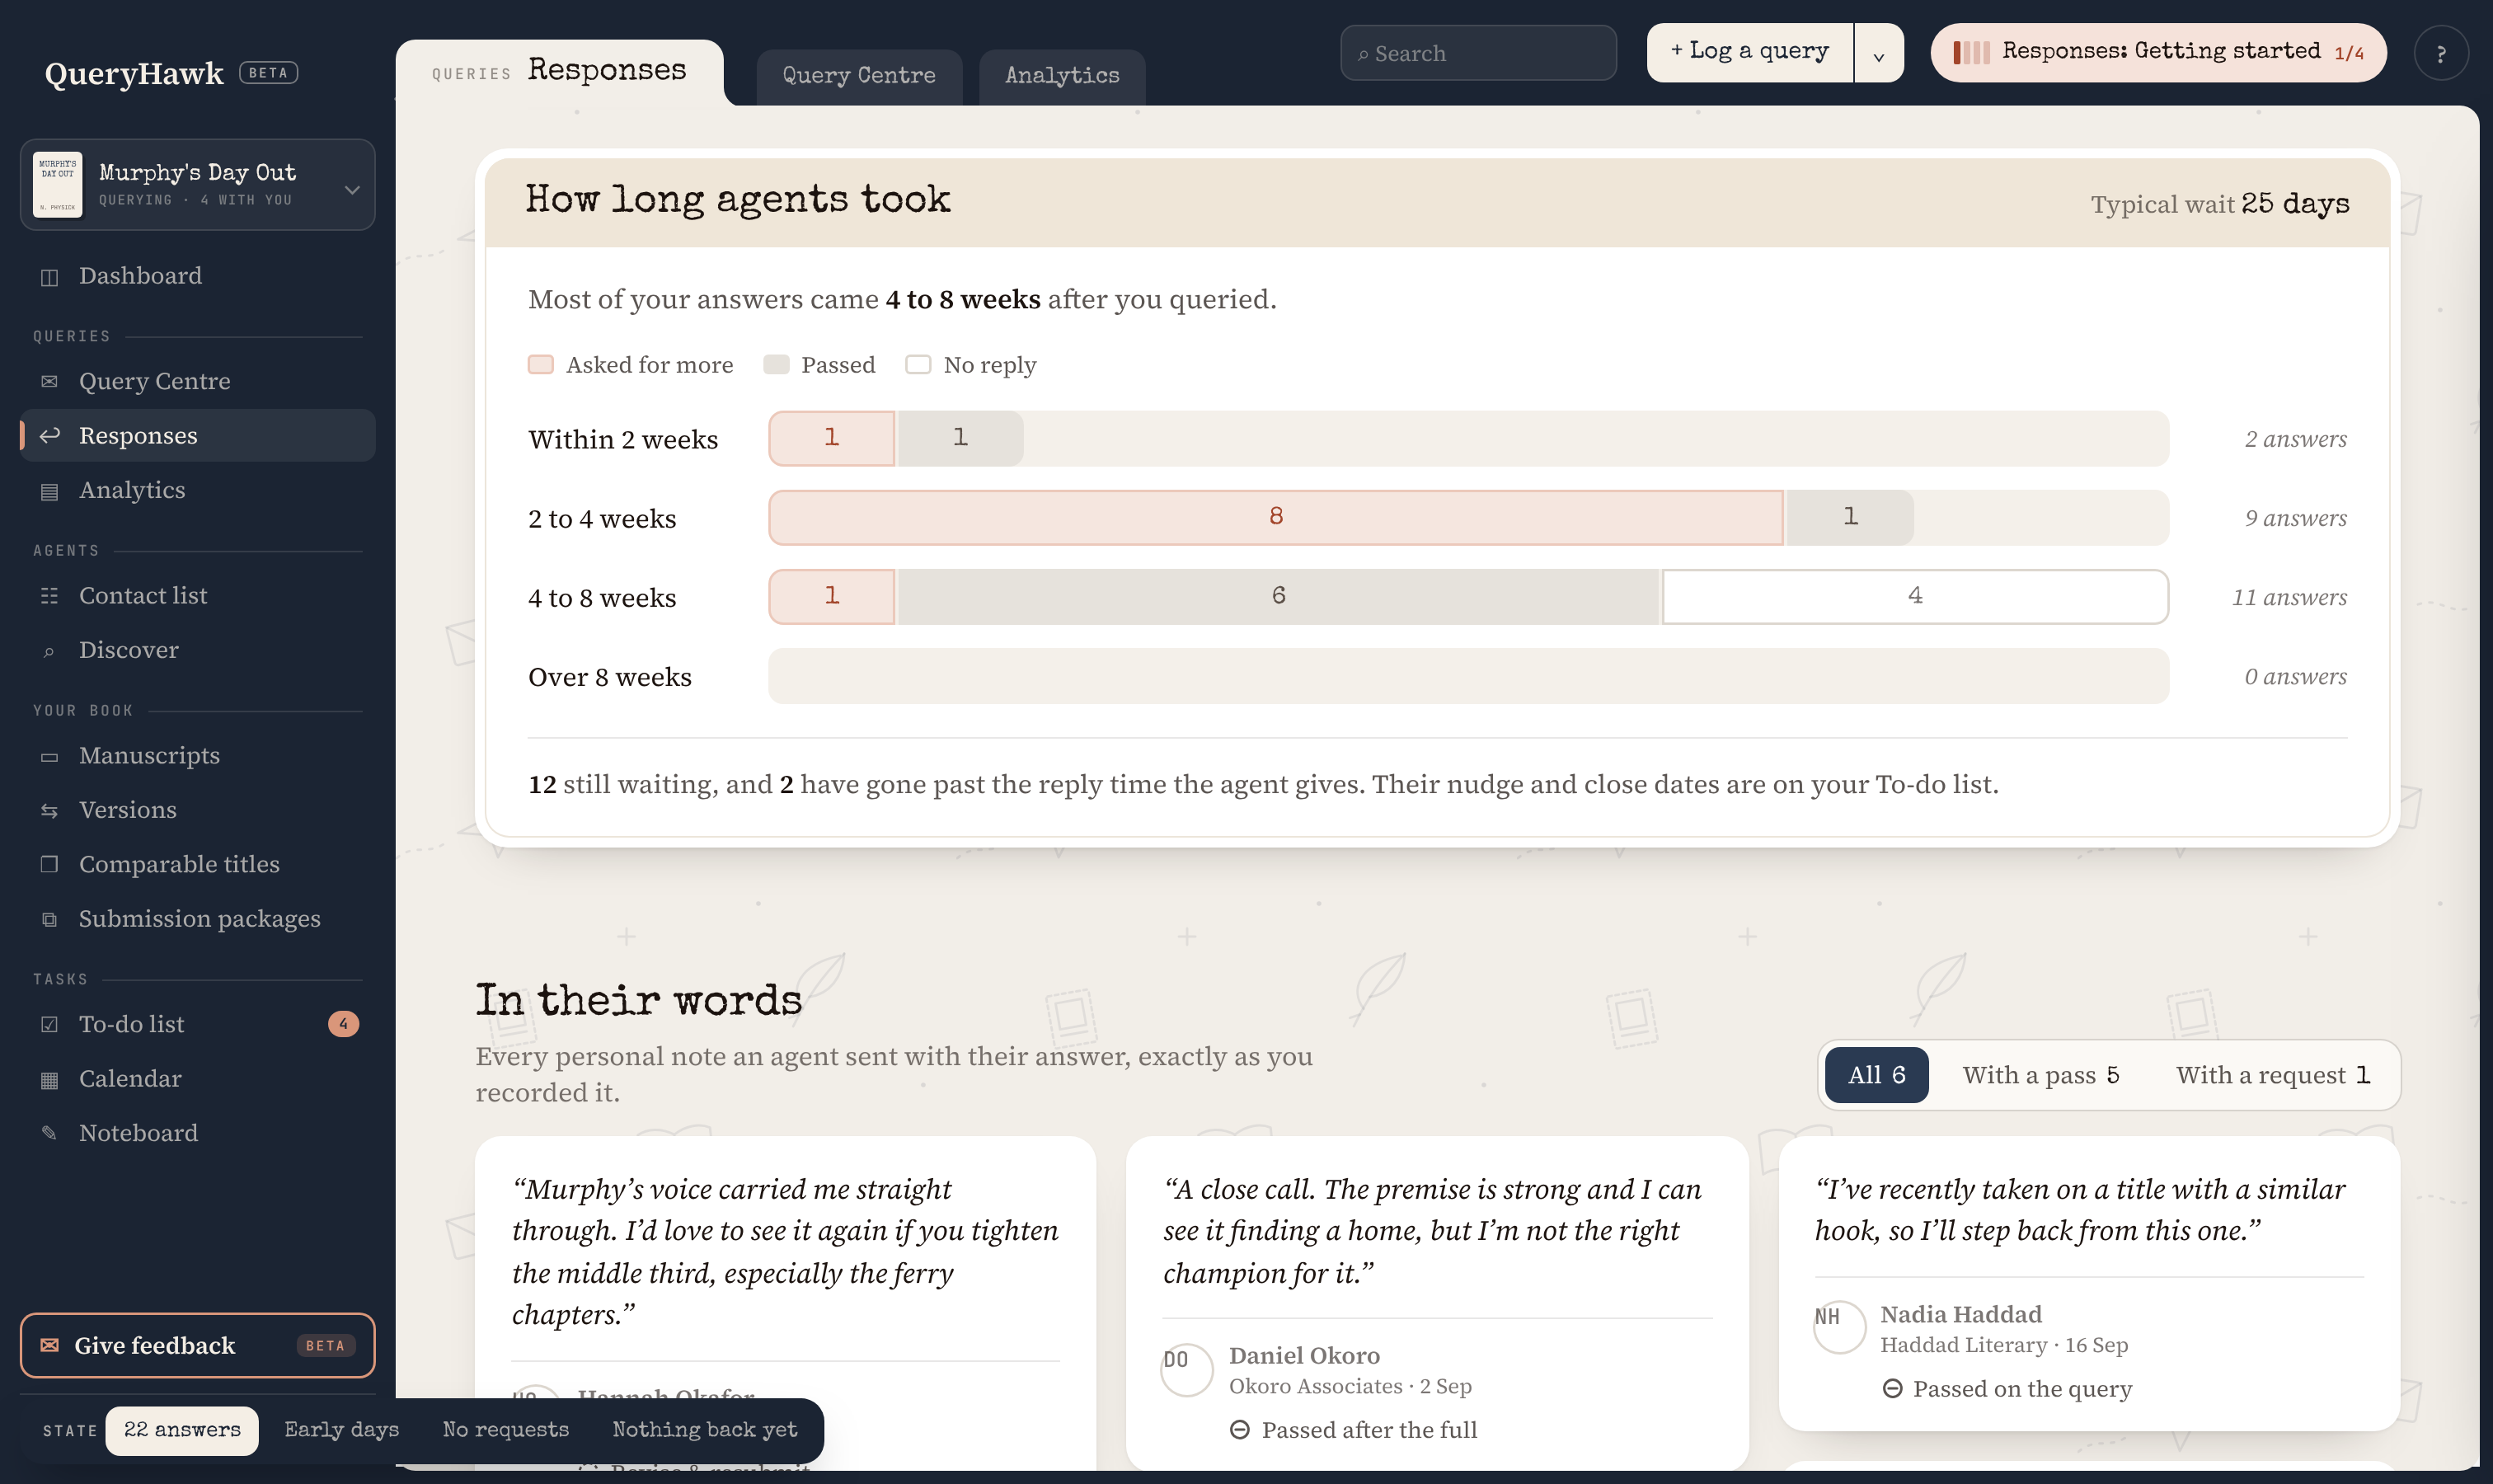 QueryHawk BETA
MURPHY'S
DAY OUT
N. PHYSICK
Murphy's Day Out
QUERYING · 4 WITH YOU
Dashboard
QUERIES
Query Centre
Responses
Analytics
AGENTS
Contact list
Discover
YOUR BOOK
Manuscripts
Versions
Comparable titles
Submission packages
TASKS
To-do list 4
Calendar
Noteboard
Give feedback BETA
QUERIES Responses
Query Centre
Analytics
Search
+ Log a query
Responses: Getting started 1/4
?
How long agents took
Typical wait 25 days
Most of your answers came 4 to 8 weeks after you queried.
Asked for more Passed No reply
Within 2 weeks 1 1 2 answers
2 to 4 weeks 8 1 9 answers
4 to 8 weeks 1 6 4 11 answers
Over 8 weeks 0 answers
12 still waiting, and 2 have gone past the reply time the agent gives. Their nudge and close dates are on your To-do list.
In their words
Every personal note an agent sent with their answer, exactly as you
recorded it.
All 6 With a pass 5 With a request 1
“Murphy’s voice carried me straight
through. I’d love to see it again if you tighten
the middle third, especially the ferry
chapters.”
Hannah Okafor
“A close call. The premise is strong and I can
see it finding a home, but I’m not the right
champion for it.”
DO
Daniel Okoro
Okoro Associates · 2 Sep
Passed after the full
“I’ve recently taken on a title with a similar
hook, so I’ll step back from this one.”
NH
Nadia Haddad
Haddad Literary · 16 Sep
Passed on the query
STATE 22 answers Early days No requests Nothing back yet